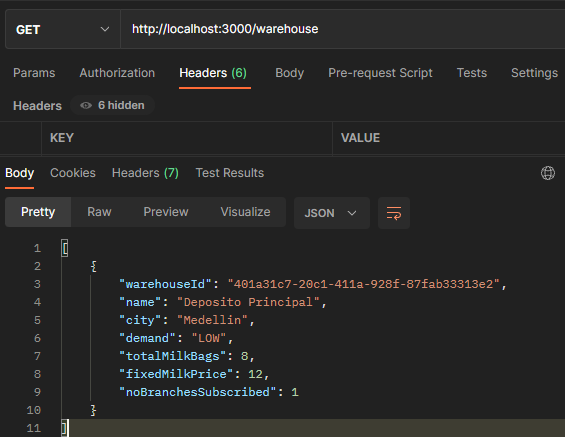 GET http://localhost:3000/warehouse
Params Authorization Headers (6) Body Pre-request Script Tests Settings
Headers 6 hidden
KEY VALUE
Body Cookies Headers (7) Test Results
Pretty Raw Preview Visualize JSON
1 [
2 {
3 "warehouseId": "401a31c7-20c1-411a-928f-87fab33313e2",
4 "name": "Deposito Principal",
5 "city": "Medellin",
6 "demand": "LOW",
7 "totalMilkBags": 8,
8 "fixedMilkPrice": 12,
9 "noBranchesSubscribed": 1
10 }
11 ]